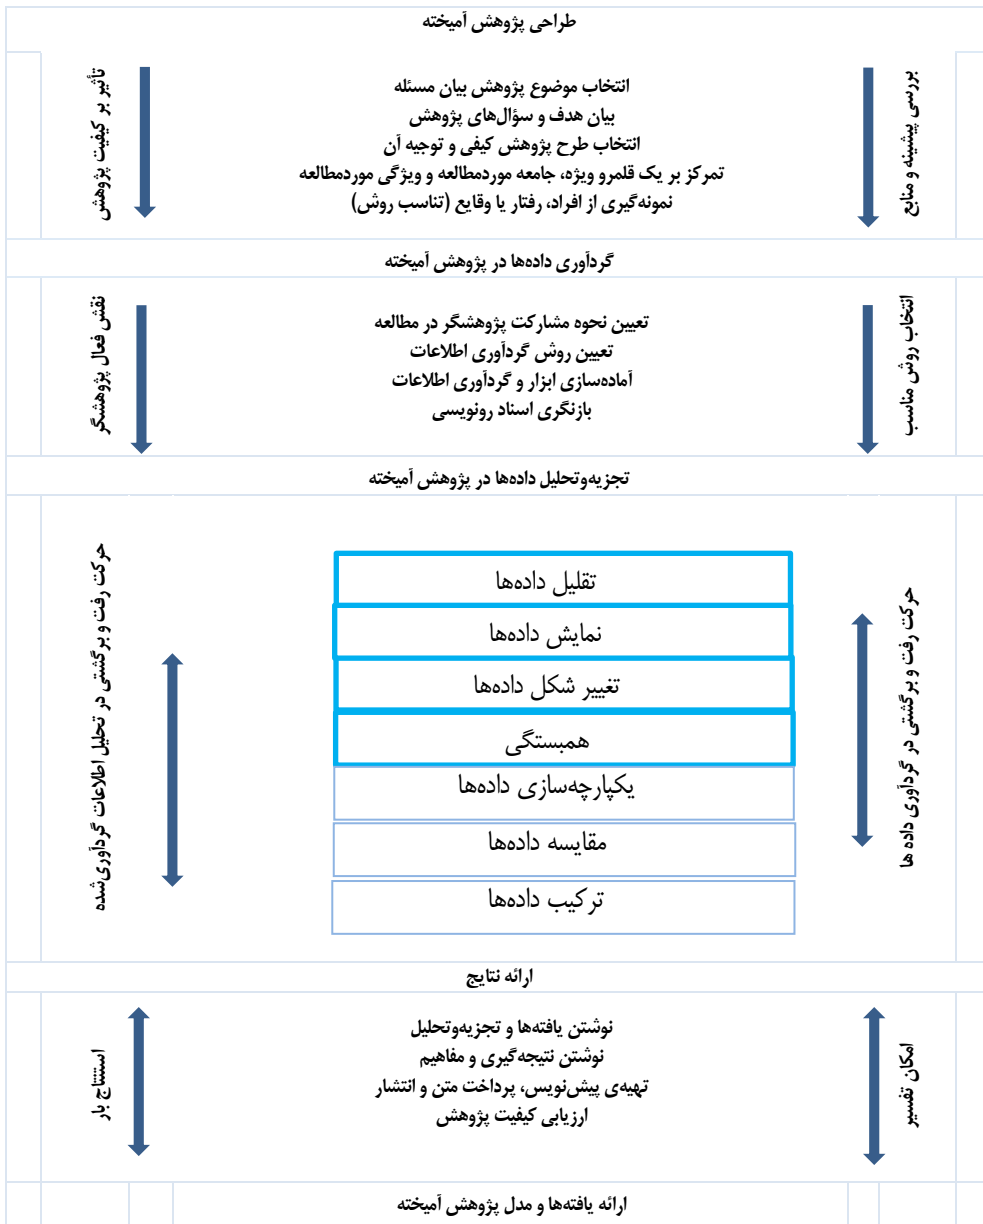 طراحی پژوهش آمیخته
بررسی پیشینه و منابع
انتخاب موضوع پژوهش بیان مسئله
بیان هدف و سؤال‌های پژوهش
انتخاب طرح پژوهش کیفی و توجیه آن
تمرکز بر یک قلمرو ویژه، جامعه موردمطالعه و ویژگی موردمطالعه
نمونه‌گیری از افراد، رفتار یا وقایع (تناسب روش)
تأثیر بر کیفیت پژوهش
گردآوری داده‌ها در پژوهش آمیخته
انتخاب روش مناسب
تعیین نحوه مشارکت پژوهشگر در مطالعه
تعیین روش گردآوری اطلاعات
آماده‌سازی ابزار و گردآوری اطلاعات
بازنگری اسناد رونویسی
نقش فعال پژوهشگر
تجزیه‌وتحلیل داده‌ها در پژوهش آمیخته
حرکت رفت و برگشتی در گردآوری داده ها
تقلیل داده‌ها
نمایش داده‌ها
تغییر شکل داده‌ها
همبستگی
یکپارچه‌سازی داده‌ها
مقایسه داده‌ها
ترکیب داده‌ها
حرکت رفت و برگشتی در تحلیل اطلاعات گردآوری‌شده
ارائه نتایج
امکان تفسیر
نوشتن یافته‌ها و تجزیه‌وتحلیل
نوشتن نتیجه‌گیری و مفاهیم
تهیه‌ی پیش‌نویس، پرداخت متن و انتشار
ارزیابی کیفیت پژوهش
استنتاج بار
ارائه یافته‌ها و مدل پژوهش آمیخته